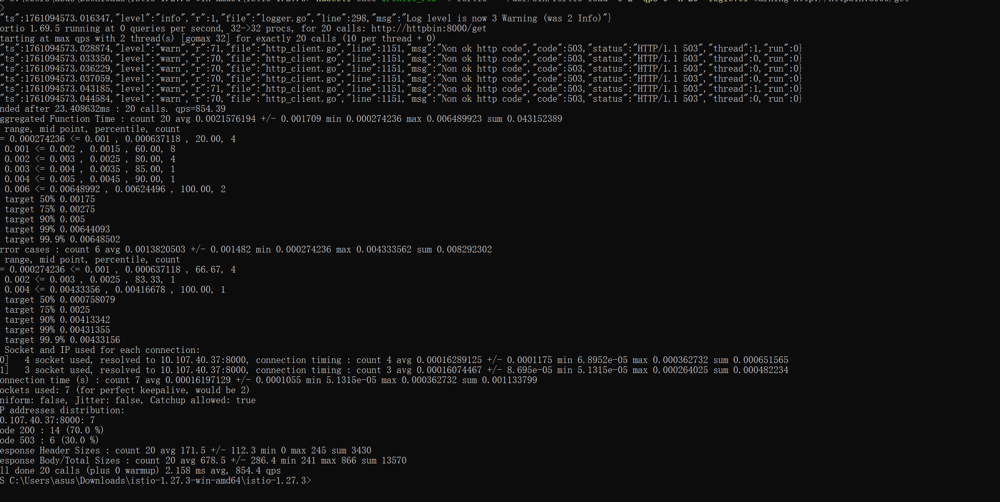 >
"ts":1761094573.016347,"level":"info","r":1,"file":"logger.go","line":298,"msg":"Log level is now 3 Warning (was 2 Info)"}
ortio 1.69.5 running at 0 queries per second, 32->32 procs, for 20 calls: http://httpbin:8000/get
tarting at max qps with 2 thread(s) [gomax 32] for exactly 20 calls (10 per thread + 0)
"ts":1761094573.028874,"level":"warn","r":71,"file":"http_client.go","line":1151,"msg":"Non ok http code","code":503,"status":"HTTP/1.1 503","thread":1,"run":0}
"ts":1761094573.033350,"level":"warn","r":70,"file":"http_client.go","line":1151,"msg":"Non ok http code","code":503,"status":"HTTP/1.1 503","thread":0,"run":0}
"ts":1761094573.036229,"level":"warn","r":70,"file":"http_client.go","line":1151,"msg":"Non ok http code","code":503,"status":"HTTP/1.1 503","thread":0,"run":0}
"ts":1761094573.037059,"level":"warn","r":70,"file":"http_client.go","line":1151,"msg":"Non ok http code","code":503,"status":"HTTP/1.1 503","thread":0,"run":0}
"ts":1761094573.043185,"level":"warn","r":71,"file":"http_client.go","line":1151,"msg":"Non ok http code","code":503,"status":"HTTP/1.1 503","thread":1,"run":0}
"ts":1761094573.044584,"level":"warn","r":70,"file":"http_client.go","line":1151,"msg":"Non ok http code","code":503,"status":"HTTP/1.1 503","thread":0,"run":0}
nded after 23.408632ms : 20 calls. qps=854.39
ggregated Function Time : count 20 avg 0.0021576194 +/- 0.001709 min 0.000274236 max 0.006489923 sum 0.043152389
range, mid point, percentile, count
= 0.000274236 <= 0.001 , 0.000637118 , 20.00, 4
0.001 <= 0.002 , 0.0015 , 60.00, 8
0.002 <= 0.003 , 0.0025 , 80.00, 4
0.003 <= 0.004 , 0.0035 , 85.00, 1
0.004 <= 0.005 , 0.0045 , 90.00, 1
0.006 <= 0.00648992 , 0.00624496 , 100.00, 2
target 50% 0.00175
target 75% 0.00275
target 90% 0.005
target 99% 0.00644093
target 99.9% 0.00648502
rror cases : count 6 avg 0.0013820503 +/- 0.001482 min 0.000274236 max 0.004333562 sum 0.008292302
range, mid point, percentile, count
= 0.000274236 <= 0.001 , 0.000637118 , 66.67, 4
0.002 <= 0.003 , 0.0025 , 83.33, 1
0.004 <= 0.00433356 , 0.00416678 , 100.00, 1
target 50% 0.000758079
target 75% 0.0025
target 90% 0.00413342
target 99% 0.00431355
target 99.9% 0.00433156
Socket and IP used for each connection:
0]   4 socket used, resolved to 10.107.40.37:8000, connection timing : count 4 avg 0.00016289125 +/- 0.0001175 min 6.8952e-05 max 0.000362732 sum 0.000651565
1]   3 socket used, resolved to 10.107.40.37:8000, connection timing : count 3 avg 0.00016074467 +/- 8.695e-05 min 5.1315e-05 max 0.000264025 sum 0.000482234
onnection time (s) : count 7 avg 0.00016197129 +/- 0.0001055 min 5.1315e-05 max 0.000362732 sum 0.001133799
ockets used: 7 (for perfect keepalive, would be 2)
niform: false, Jitter: false, Catchup allowed: true
P addresses distribution:
0.107.40.37:8000: 7
ode 200 : 14 (70.0 %)
ode 503 : 6 (30.0 %)
esponse Header Sizes : count 20 avg 171.5 +/- 112.3 min 0 max 245 sum 3430
esponse Body/Total Sizes : count 20 avg 678.5 +/- 286.4 min 241 max 866 sum 13570
ll done 20 calls (plus 0 warmup) 2.158 ms avg, 854.4 qps
S C:\Users\asus\Downloads\istio-1.27.3-win-amd64\istio-1.27.3>